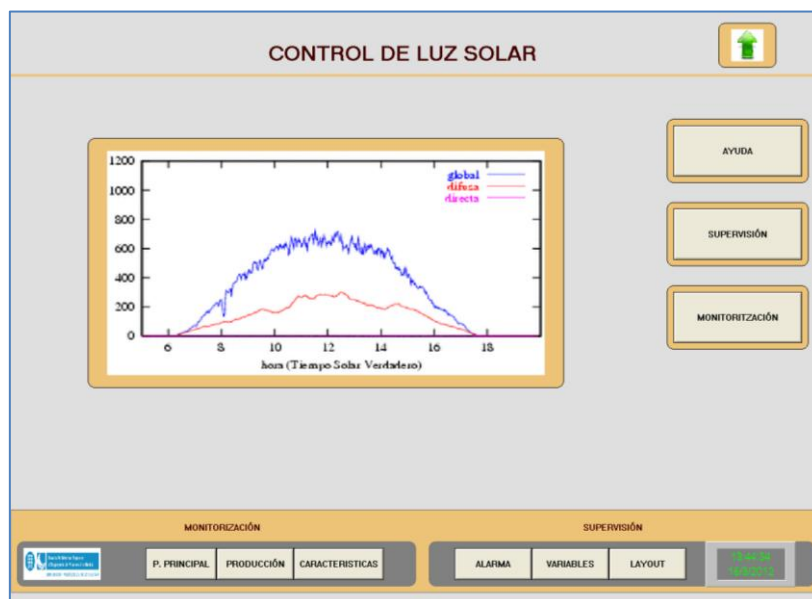 CONTROL DE LUZ SOLAR
1200
1000
800
600
400
200
0
global
difusa
directa
6 8 10 12 14 16 18
hora (Tiempo Solar Verdadero)
AYUDA
SUPERVISIÓN
MONITORITZACIÓN
MONITORIZACIÓN
SUPERVISIÓN
P. PRINCIPAL PRODUCCIÓN CARACTERISTICAS
ALARMA VARIABLES LAYOUT